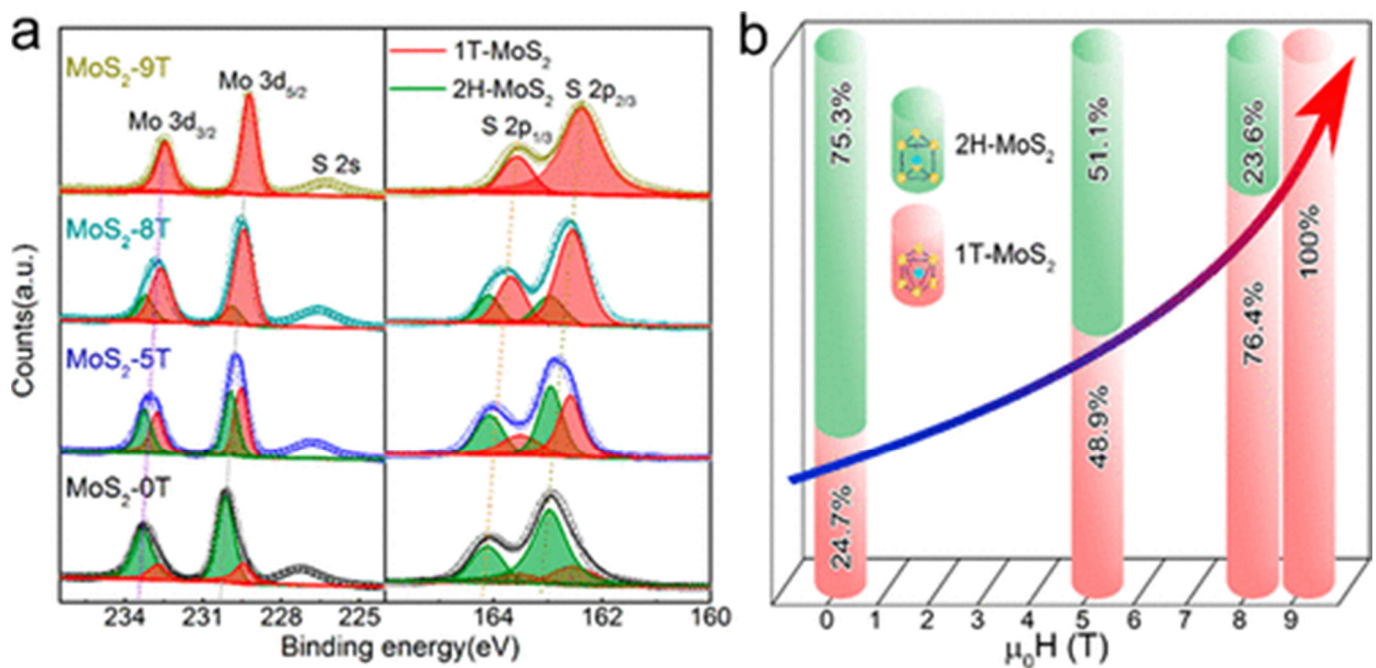 a
MoS₂-9T
Mo 3d₃/₂
Mo 3d₅/₂
S 2s
1T-MoS₂
2H-MoS₂
S 2p₁/₃
S 2p₂/₃
MoS₂-8T
MoS₂-5T
MoS₂-0T
Counts(a.u.)
234 231 228 225 164 162 160
Binding energy(eV)
b
75.3%
24.7%
2H-MoS₂
1T-MoS₂
51.1%
48.9%
23.6%
76.4%
100%
0 1 2 3 4 5 6 7 8 9
μ₀H (T)